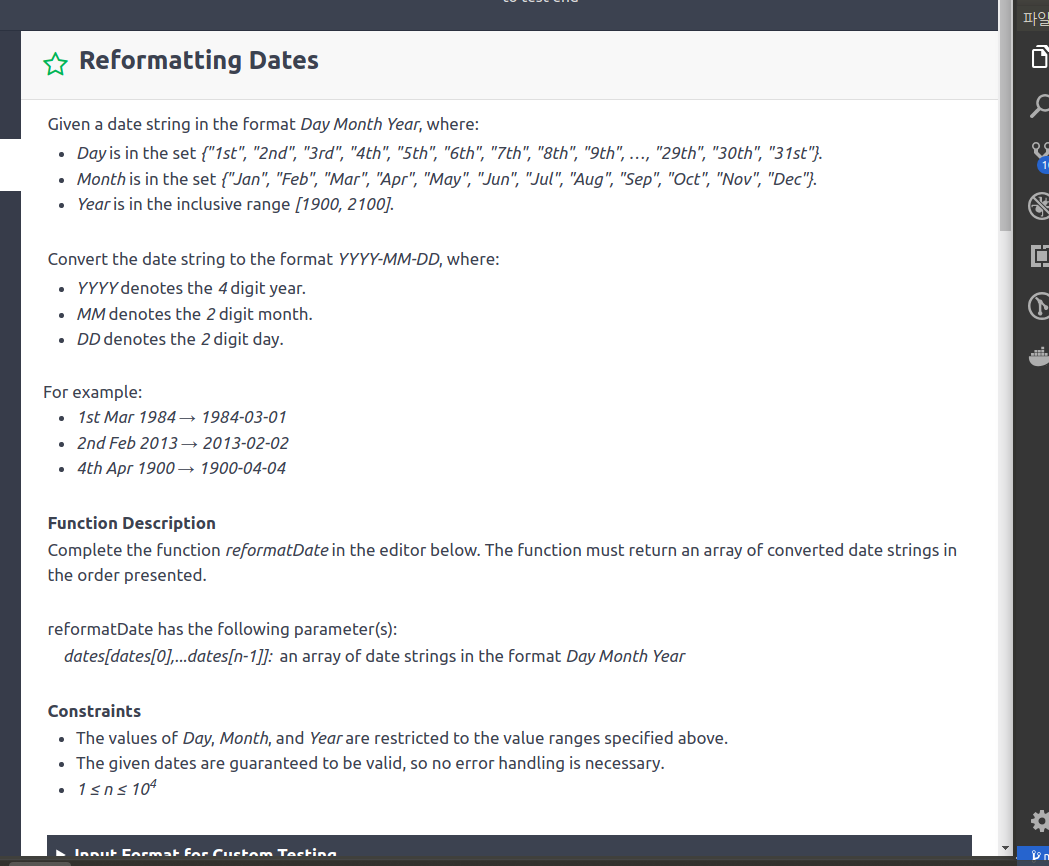 to test end
파일
Reformatting Dates
Given a date string in the format Day Month Year, where:
• Day is in the set {"1st", "2nd", "3rd", "4th", "5th", "6th", "7th", "8th", "9th", ..., "29th", "30th", "31st"}.
• Month is in the set {"Jan", "Feb", "Mar", "Apr", "May", "Jun", "Jul", "Aug", "Sep", "Oct", "Nov", "Dec"}.
• Year is in the inclusive range [1900, 2100].
Convert the date string to the format YYYY-MM-DD, where:
• YYYY denotes the 4 digit year.
• MM denotes the 2 digit month.
• DD denotes the 2 digit day.
For example:
• 1st Mar 1984 → 1984-03-01
• 2nd Feb 2013 → 2013-02-02
• 4th Apr 1900 → 1900-04-04
Function Description
Complete the function reformatDate in the editor below. The function must return an array of converted date strings in
the order presented.
reformatDate has the following parameter(s):
dates[dates[0],...dates[n-1]]: an array of date strings in the format Day Month Year
Constraints
• The values of Day, Month, and Year are restricted to the value ranges specified above.
• The given dates are guaranteed to be valid, so no error handling is necessary.
• 1 ≤ n ≤ 10⁴
Input Format for Custom Testing